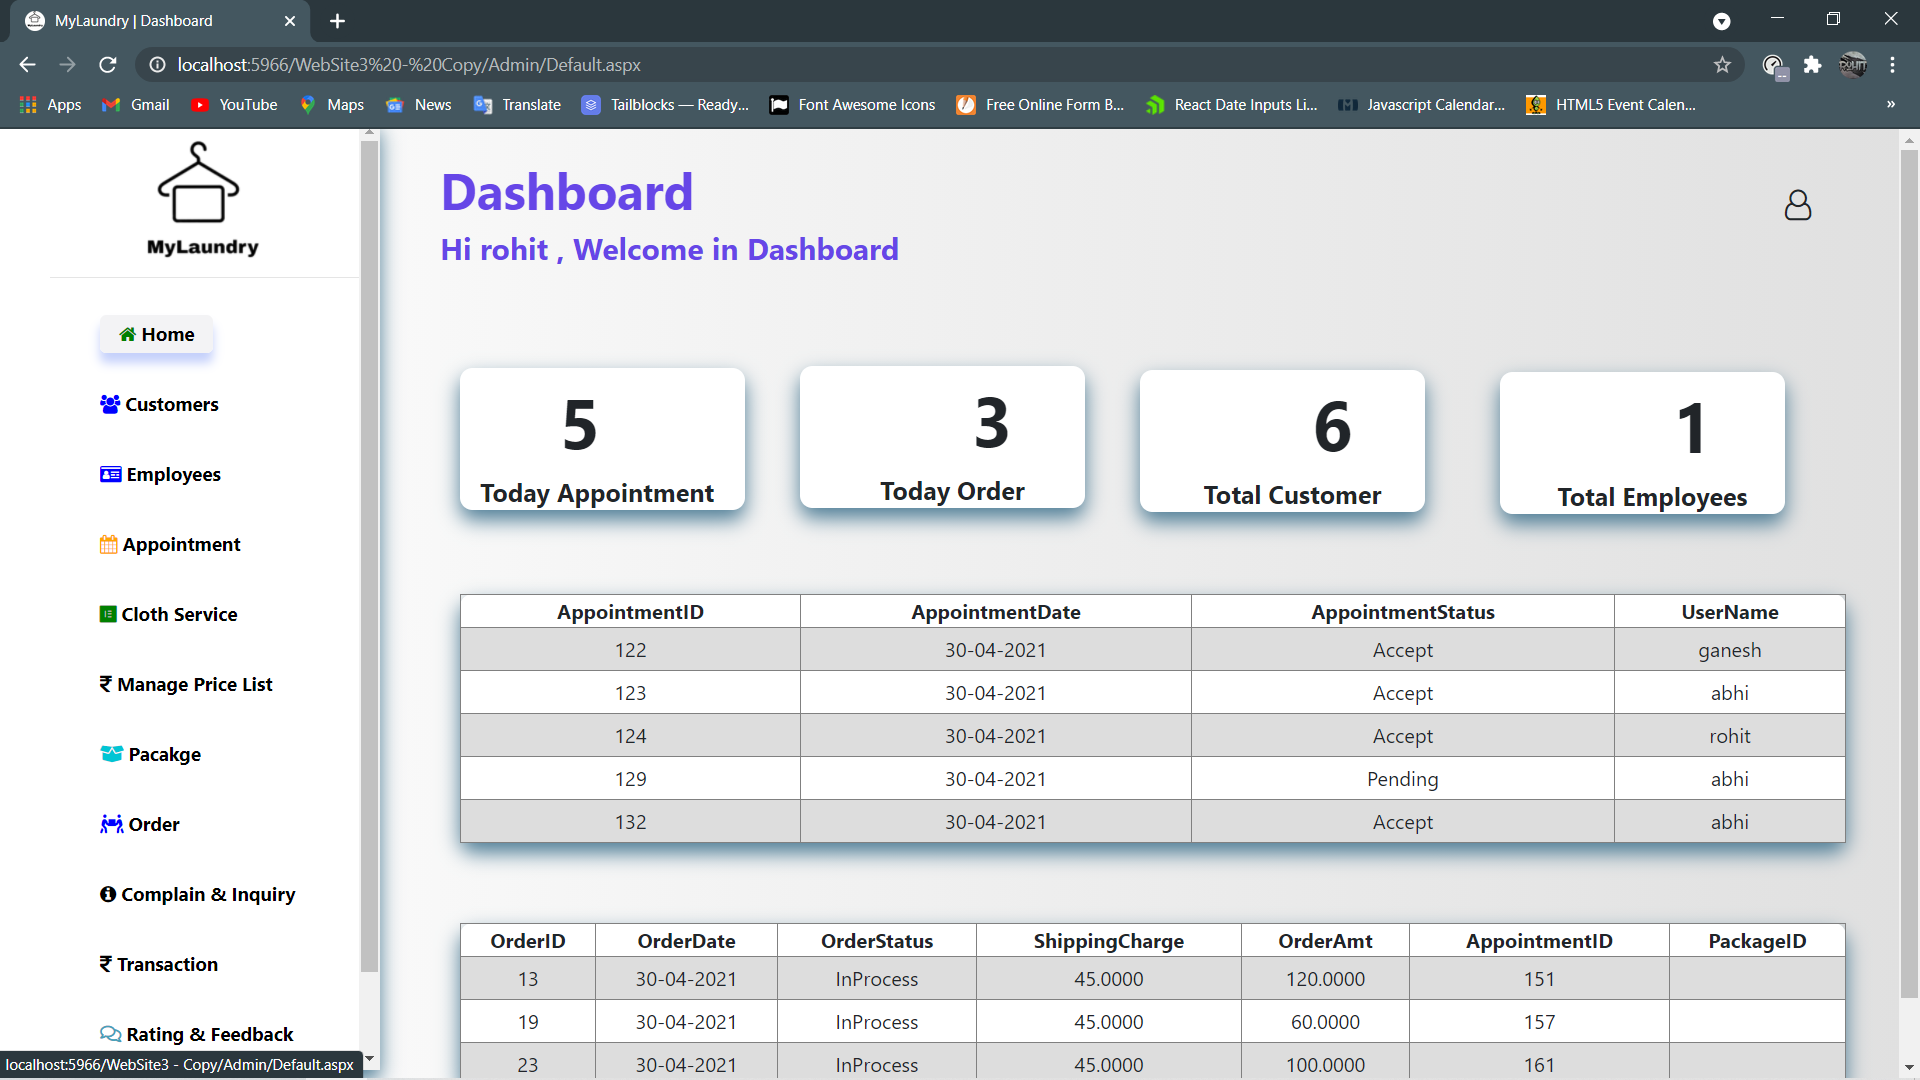 MyLaundry | Dashboard
localhost:5966/WebSite3%20-%20Copy/Admin/Default.aspx
Apps Gmail YouTube Maps News Translate Tailblocks — Ready... Font Awesome Icons Free Online Form B... React Date Inputs Li... Javascript Calendar... HTML5 Event Calen... »
MyLaundry
Home
Customers
Employees
Appointment
Cloth Service
₹ Manage Price List
Pacakge
Order
Complain & Inquiry
₹ Transaction
Rating & Feedback
localhost:5966/WebSite3 - Copy/Admin/Default.aspx
Dashboard
Hi rohit , Welcome in Dashboard
5
Today Appointment
3
Today Order
6
Total Customer
1
Total Employees
AppointmentID AppointmentDate AppointmentStatus UserName
122 30-04-2021 Accept ganesh
123 30-04-2021 Accept abhi
124 30-04-2021 Accept rohit
129 30-04-2021 Pending abhi
132 30-04-2021 Accept abhi
OrderID OrderDate OrderStatus ShippingCharge OrderAmt AppointmentID PackageID
13 30-04-2021 InProcess 45.0000 120.0000 151
19 30-04-2021 InProcess 45.0000 60.0000 157
23 30-04-2021 InProcess 45.0000 100.0000 161